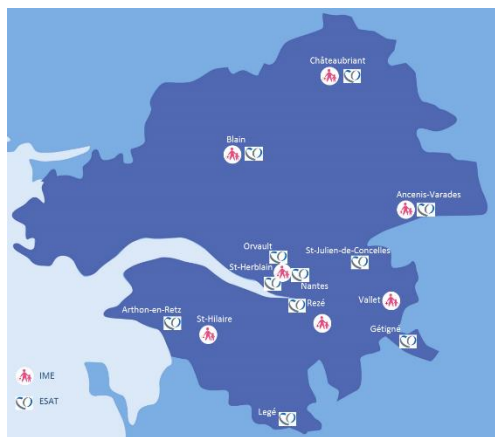 Châteaubriant
Blain
Ancenis-Varades
Orvault
St-Julien-de-Concelles
St-Herblain
Nantes
Vallet
Rezé
Arthon-en-Retz
St-Hilaire
Gétigné
IME
ESAT
Legé